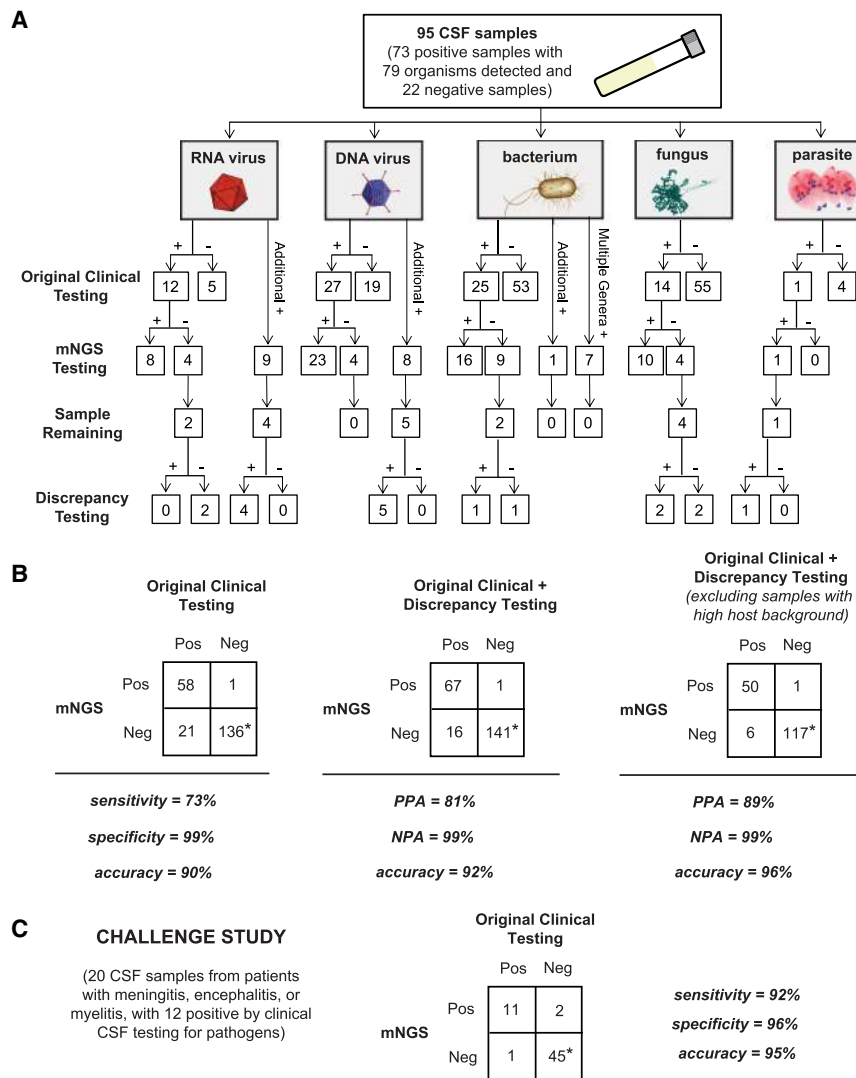 A
95 CSF samples
(73 positive samples with
79 organisms detected and
22 negative samples)
RNA virus
DNA virus
bacterium
fungus
parasite
+ - Additional +
+ - Additional +
+ - Additional + Multiple Genera +
+ -
+ -
Original Clinical
Testing
12 5 27 19 25 53 14 55 1 4
+ - + - + - + -
mNGS
Testing
8 4 9 23 4 8 16 9 1 7 10 4 1 0
Sample
Remaining
2 4 0 5 2 0 0 4 1
+ - + - + - + - + - + -
Discrepancy
Testing
0 2 4 0 5 0 1 1 2 2 1 0
B
Original Clinical
Testing
Pos Neg
mNGS
Pos 58 1
Neg 21 136*
sensitivity = 73%
specificity = 99%
accuracy = 90%
Original Clinical +
Discrepancy Testing
Pos Neg
mNGS
Pos 67 1
Neg 16 141*
PPA = 81%
NPA = 99%
accuracy = 92%
Original Clinical +
Discrepancy Testing
(excluding samples with
high host background)
Pos Neg
mNGS
Pos 50 1
Neg 6 117*
PPA = 89%
NPA = 99%
accuracy = 96%
C
CHALLENGE STUDY
(20 CSF samples from patients
with meningitis, encephalitis, or
myelitis, with 12 positive by clinical
CSF testing for pathogens)
Original Clinical
Testing
Pos Neg
mNGS
Pos 11 2
Neg 1 45*
sensitivity = 92%
specificity = 96%
accuracy = 95%